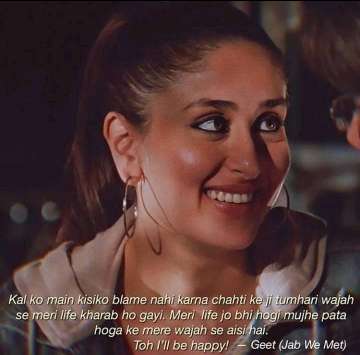 Kal ko main kisiko blame nahi karna chahti ke ji tumhari wajah
se meri life kharab ho gayi. Meri life jo bhi hogi mujhe pata
hoga ke mere wajah se aisi hai.
Toh I'll be happy! – Geet (Jab We Met)